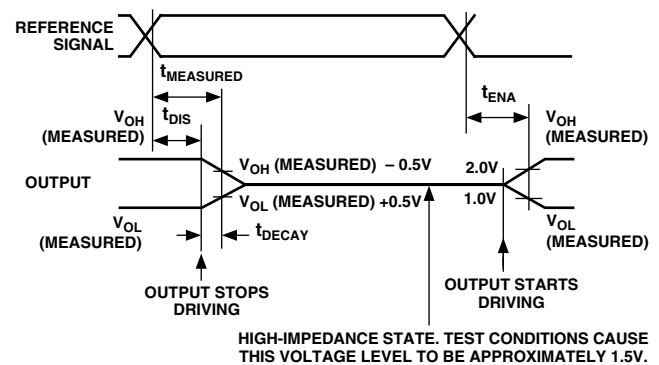 REFERENCE
SIGNAL
tMEASURED
tENA
VOH
(MEASURED)
tDIS
VOH
(MEASURED)
VOH (MEASURED) – 0.5V
2.0V
OUTPUT
VOL (MEASURED) +0.5V
1.0V
VOL
(MEASURED)
tDECAY
VOL
(MEASURED)
OUTPUT STOPS
DRIVING
OUTPUT STARTS
DRIVING
HIGH-IMPEDANCE STATE. TEST CONDITIONS CAUSE
THIS VOLTAGE LEVEL TO BE APPROXIMATELY 1.5V.